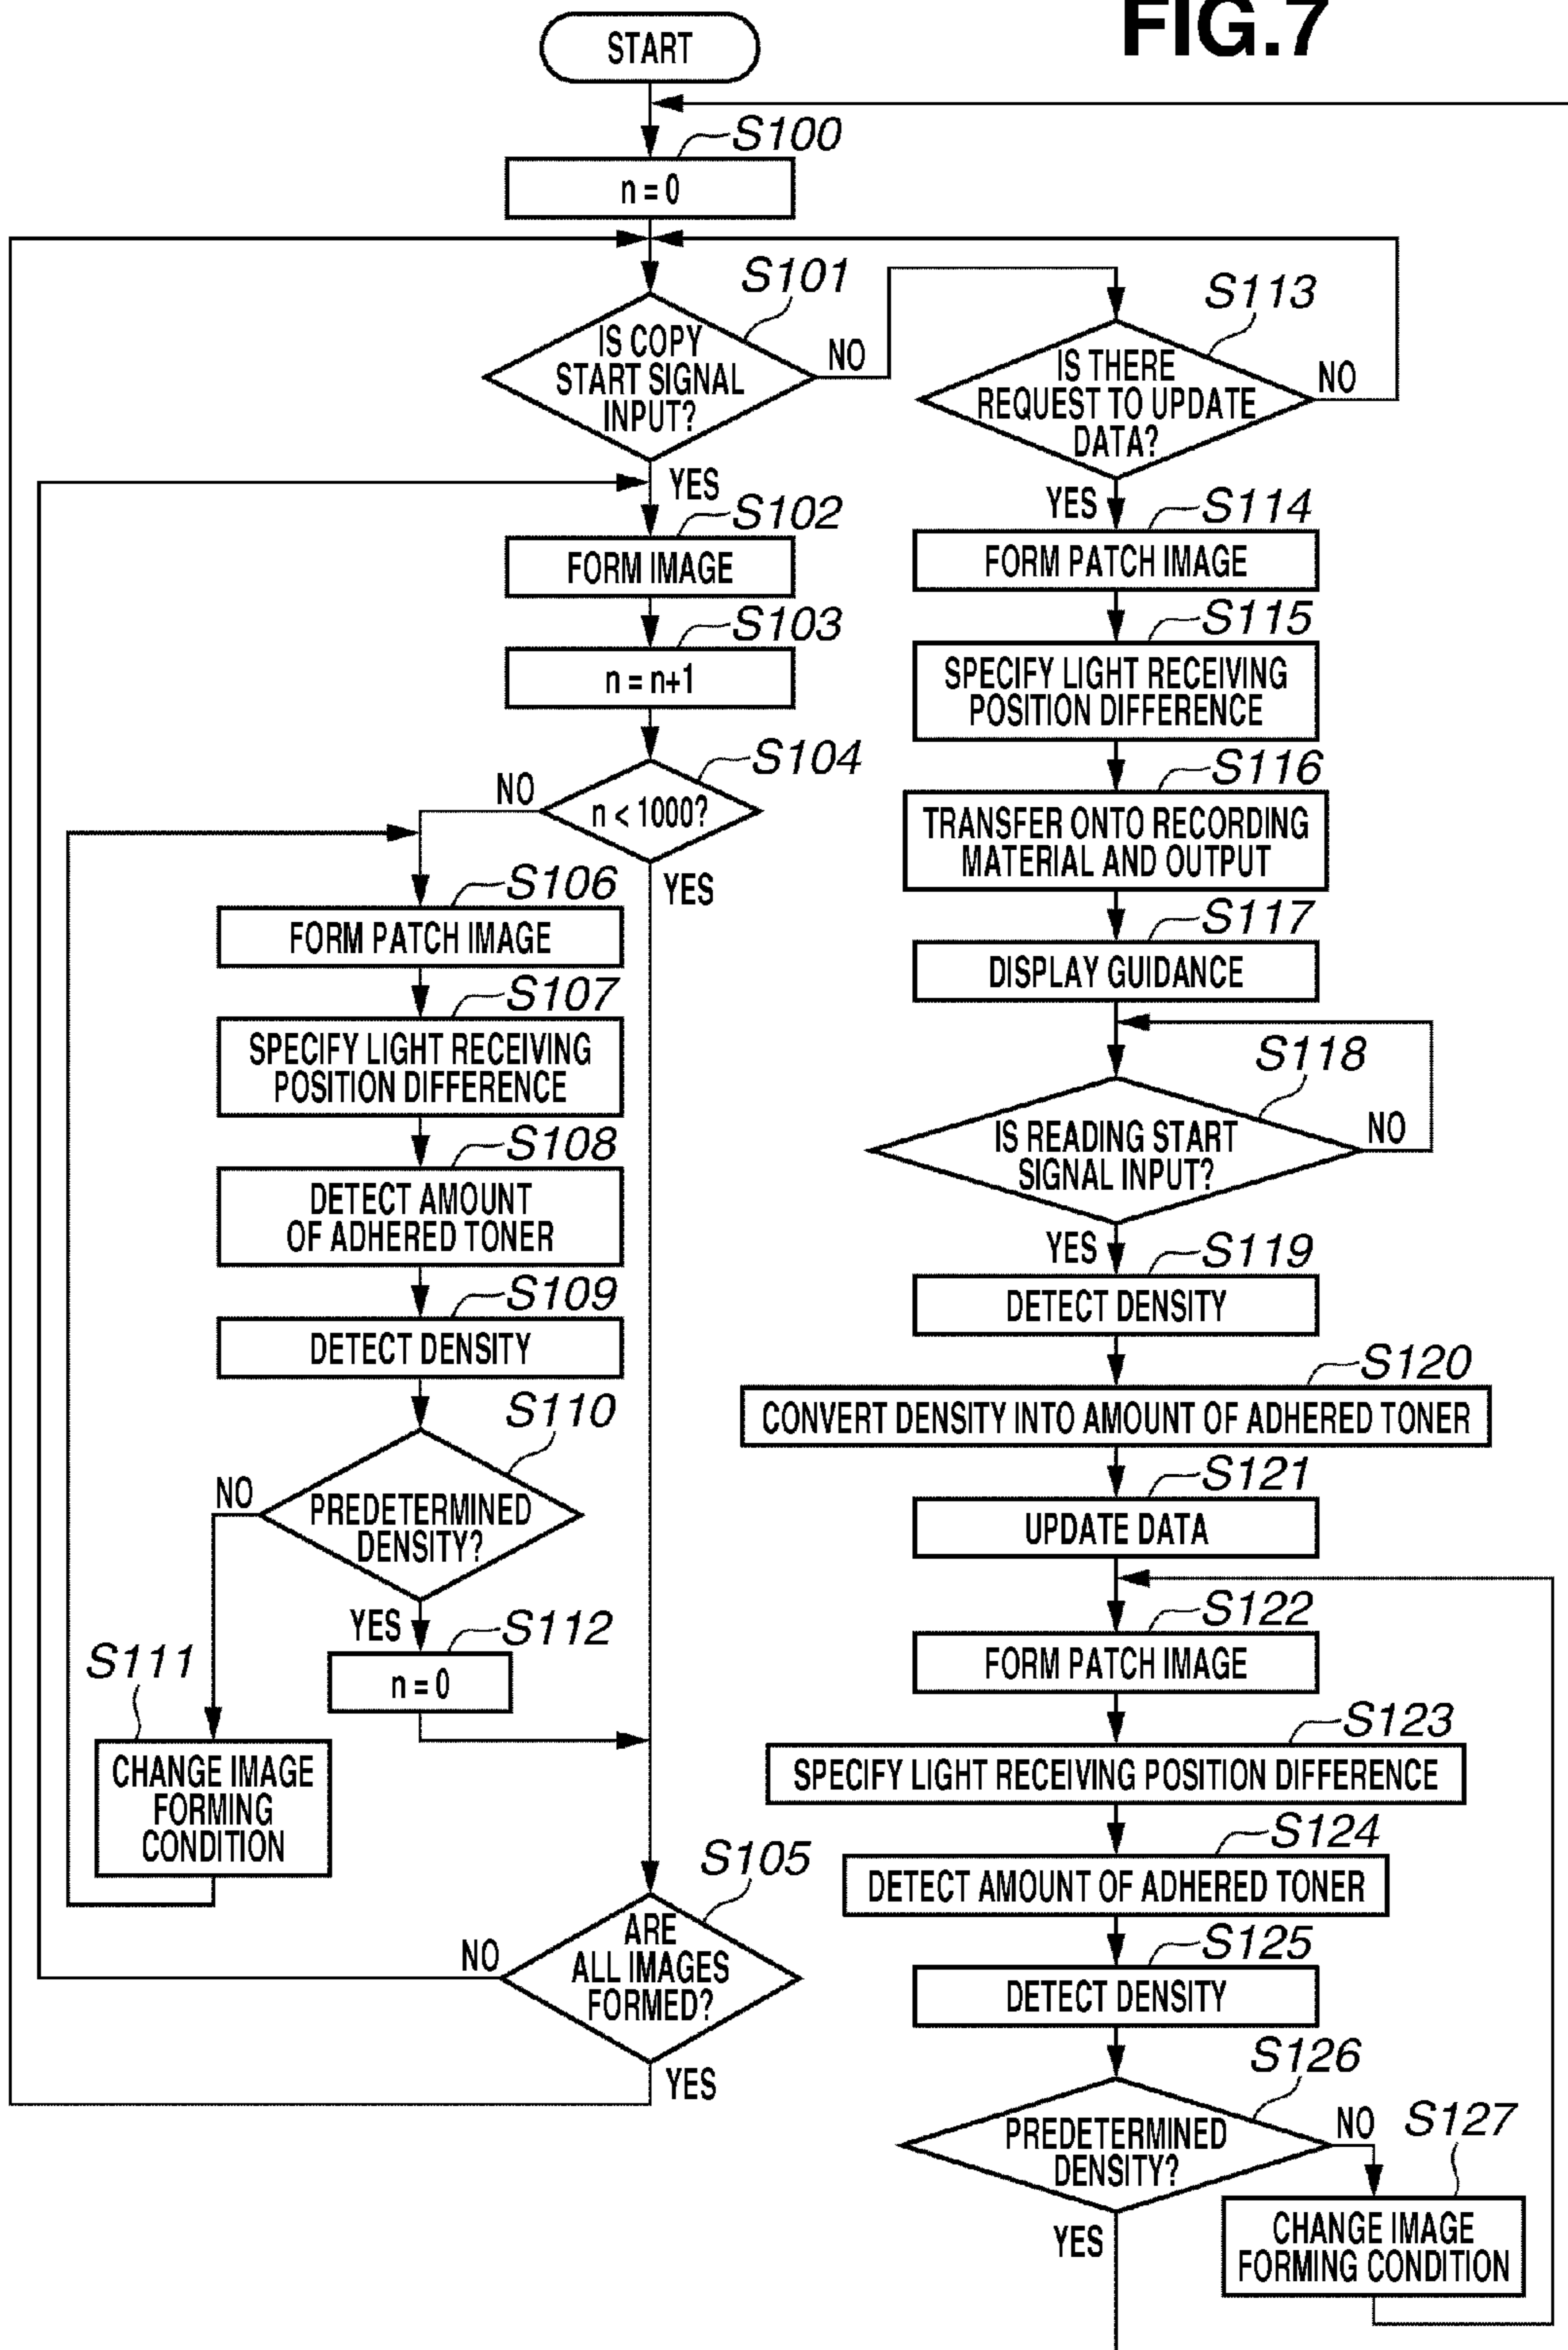 FIG.7
START
S100
n = 0
S101
IS COPY
START SIGNAL
INPUT?
NO
YES
S102
FORM IMAGE
S103
n = n+1
S104
n < 1000?
NO
YES
S106
FORM PATCH IMAGE
S107
SPECIFY LIGHT RECEIVING
POSITION DIFFERENCE
S108
DETECT AMOUNT
OF ADHERED TONER
S109
DETECT DENSITY
S110
PREDETERMINED
DENSITY?
NO
YES
S112
n = 0
S111
CHANGE IMAGE
FORMING
CONDITION
S105
ARE
ALL IMAGES
FORMED?
NO
YES
S113
IS THERE
REQUEST TO UPDATE
DATA?
NO
YES
S114
FORM PATCH IMAGE
S115
SPECIFY LIGHT RECEIVING
POSITION DIFFERENCE
S116
TRANSFER ONTO RECORDING
MATERIAL AND OUTPUT
S117
DISPLAY GUIDANCE
S118
IS READING START
SIGNAL INPUT?
NO
YES
S119
DETECT DENSITY
S120
CONVERT DENSITY INTO AMOUNT OF ADHERED TONER
S121
UPDATE DATA
S122
FORM PATCH IMAGE
S123
SPECIFY LIGHT RECEIVING POSITION DIFFERENCE
S124
DETECT AMOUNT OF ADHERED TONER
S125
DETECT DENSITY
S126
PREDETERMINED
DENSITY?
NO
YES
S127
CHANGE IMAGE
FORMING CONDITION